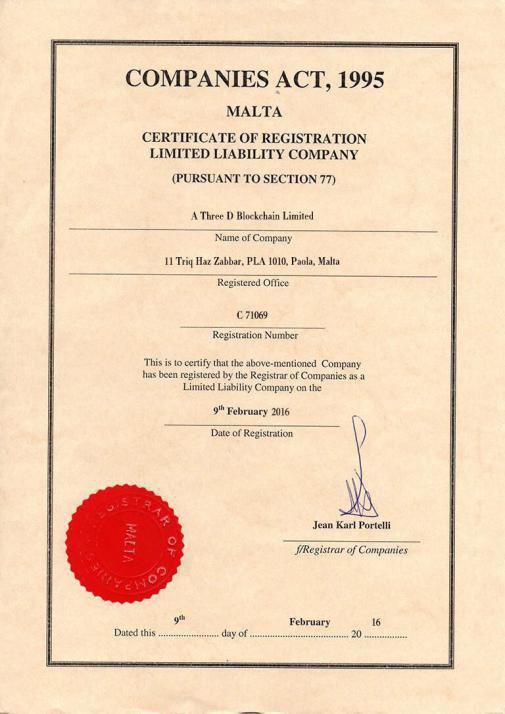 COMPANIES ACT, 1995
MALTA
CERTIFICATE OF REGISTRATION
LIMITED LIABILITY COMPANY
(PURSUANT TO SECTION 77)
A Three D Blockchain Limited
Name of Company
11 Triq Haz Zabbar, PLA 1010, Paola, Malta
Registered Office
C 71069
Registration Number
This is to certify that the above-mentioned Company
has been registered by the Registrar of Companies as a
Limited Liability Company on the
9th February 2016
Date of Registration
Jean Karl Portelli
f/Registrar of Companies
REGISTRAR OF COMPANIES
MALTA
9th February 16
Dated this ........................ day of ........................................ 20 .................